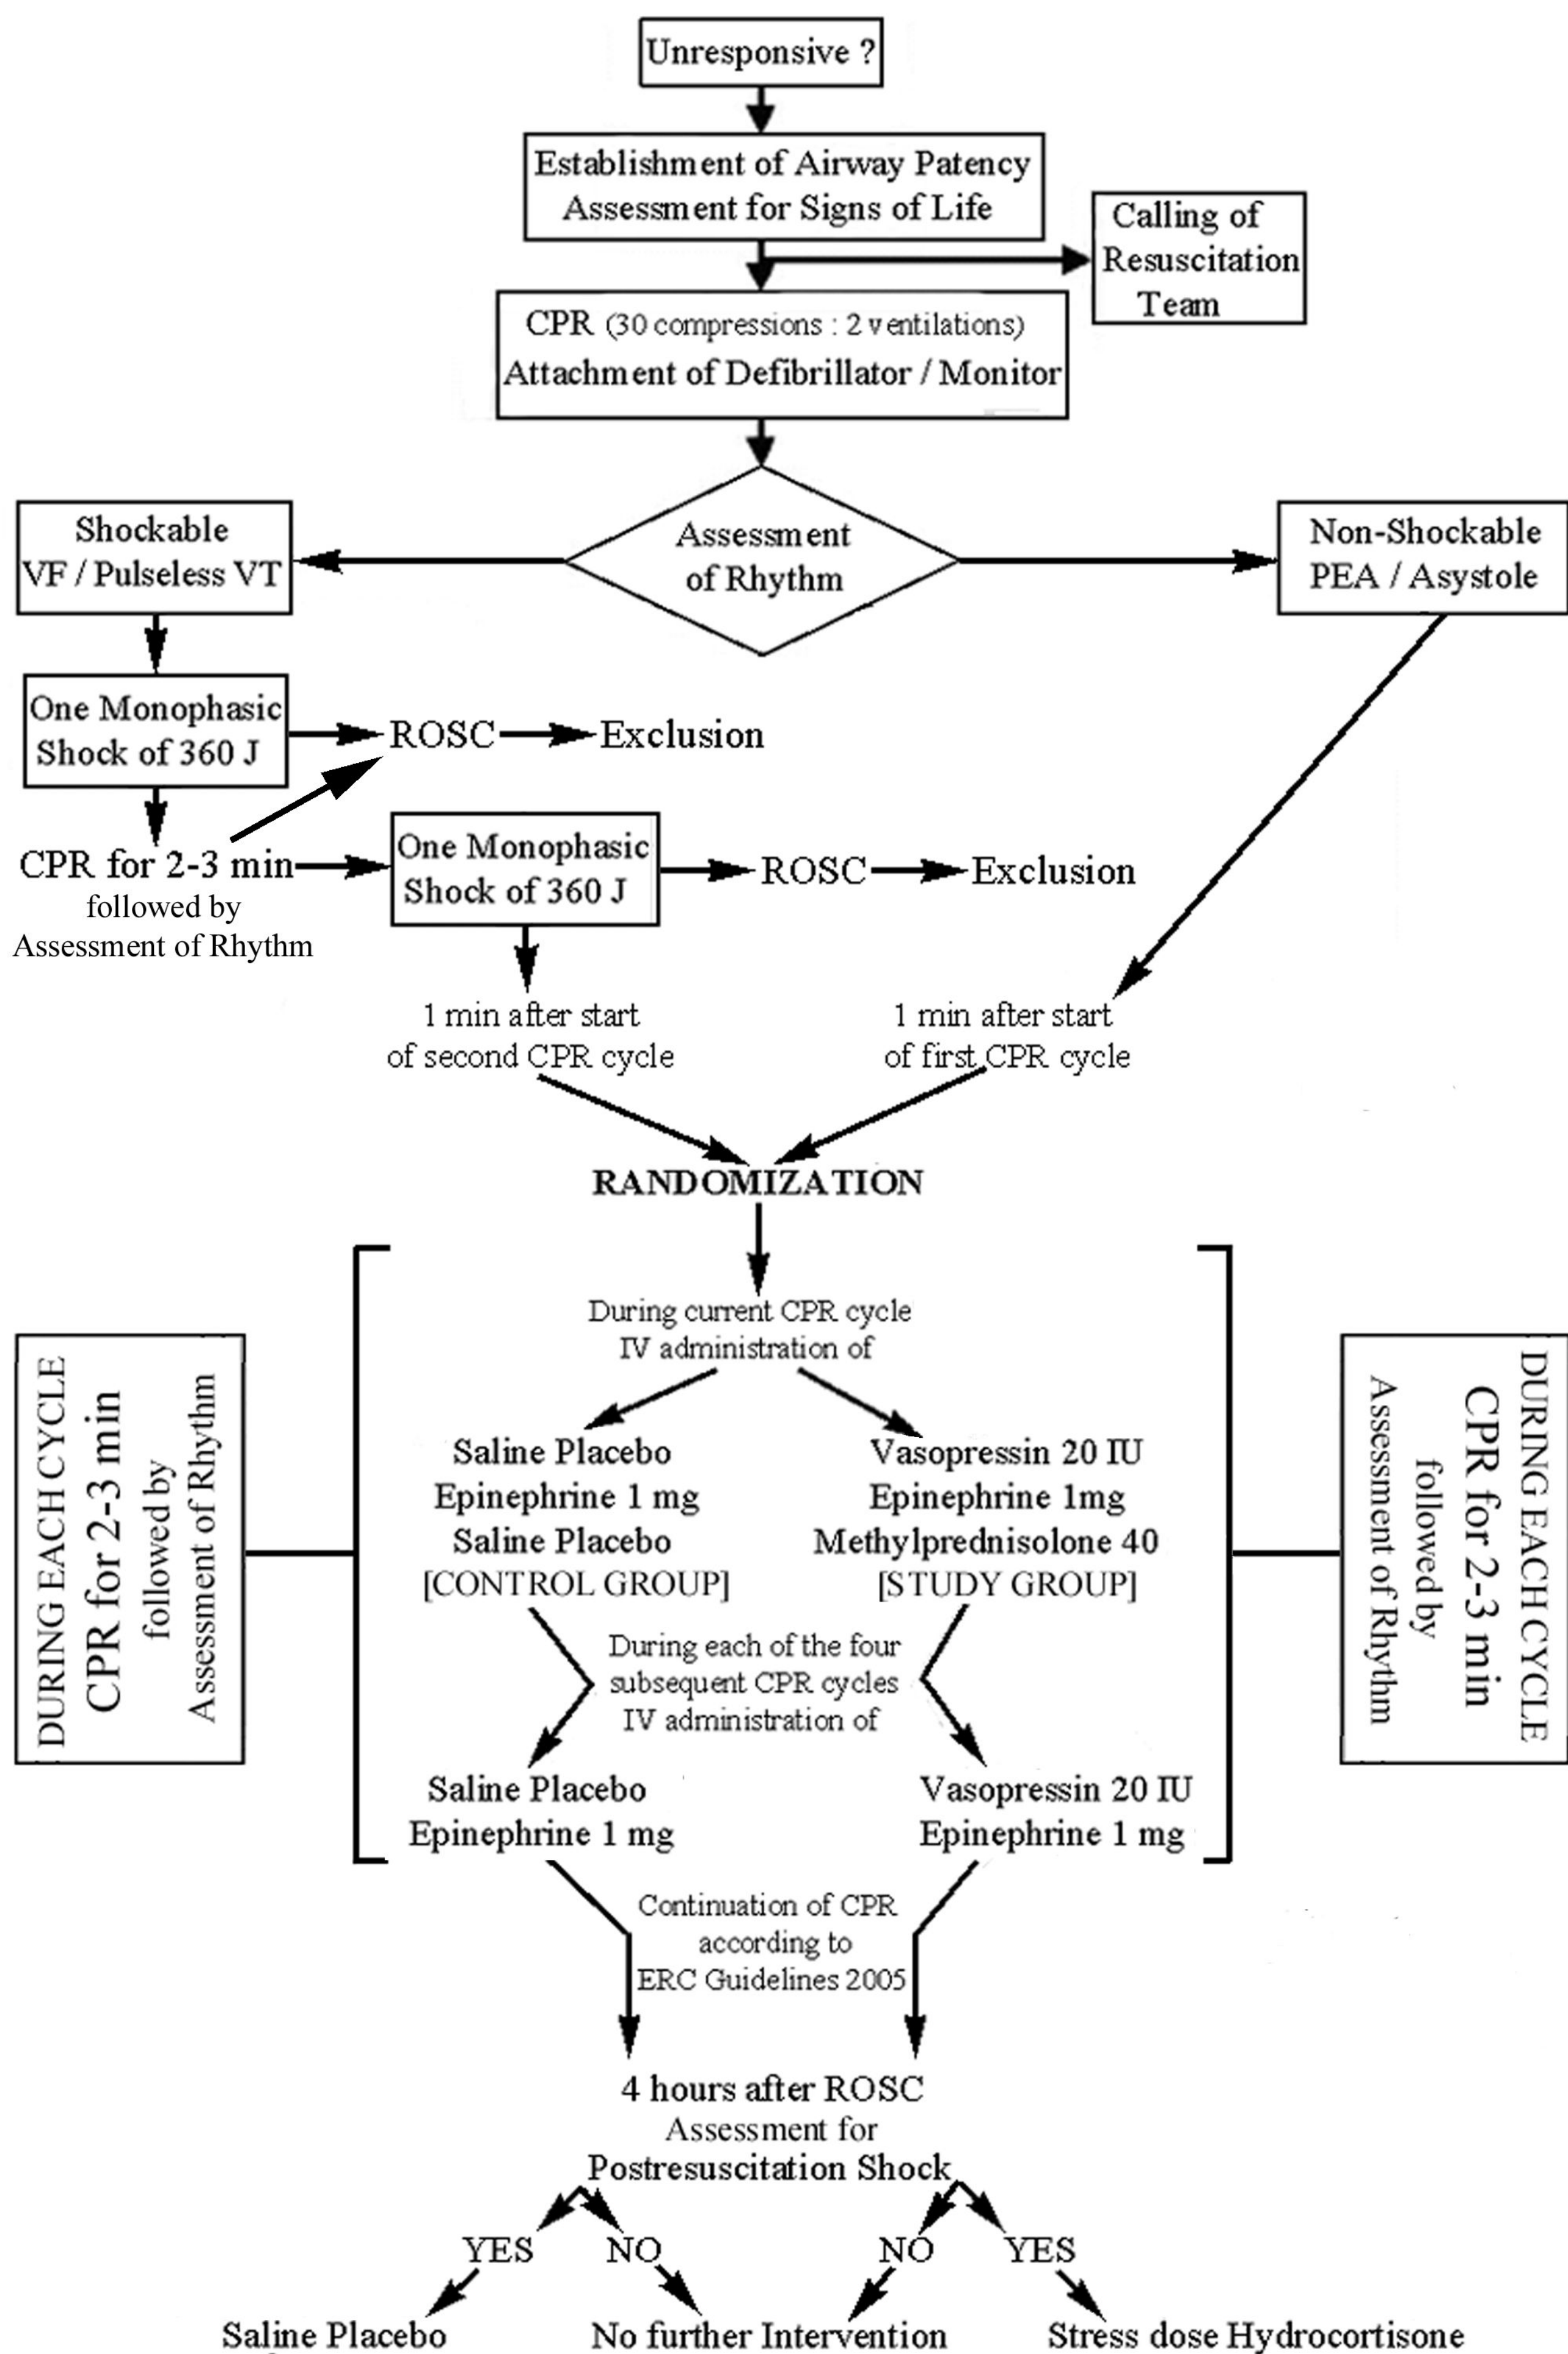 Unresponsive ?
Establishment of Airway Patency
Assessment for Signs of Life
Calling of
Resuscitation
Team
CPR (30 compressions : 2 ventilations)
Attachment of Defibrillator / Monitor
Assessment
of Rhythm
Shockable
VF / Pulseless VT
Non-Shockable
PEA / Asystole
One Monophasic
Shock of 360 J
ROSC
Exclusion
CPR for 2-3 min
followed by
Assessment of Rhythm
One Monophasic
Shock of 360 J
ROSC
Exclusion
1 min after start
of second CPR cycle
1 min after start
of first CPR cycle
RANDOMIZATION
During current CPR cycle
IV administration of
DURING EACH CYCLE
CPR for 2-3 min
followed by
Assessment of Rhythm
Saline Placebo
Epinephrine 1 mg
Saline Placebo
[CONTROL GROUP]
Vasopressin 20 IU
Epinephrine 1mg
Methylprednisolone 40
[STUDY GROUP]
DURING EACH CYCLE
CPR for 2-3 min
followed by
Assessment of Rhythm
During each of the four
subsequent CPR cycles
IV administration of
Saline Placebo
Epinephrine 1 mg
Vasopressin 20 IU
Epinephrine 1 mg
Continuation of CPR
according to
ERC Guidelines 2005
4 hours after ROSC
Assessment for
Postresuscitation Shock
YES
NO
NO
YES
Saline Placebo
No further Intervention
Stress dose Hydrocortisone